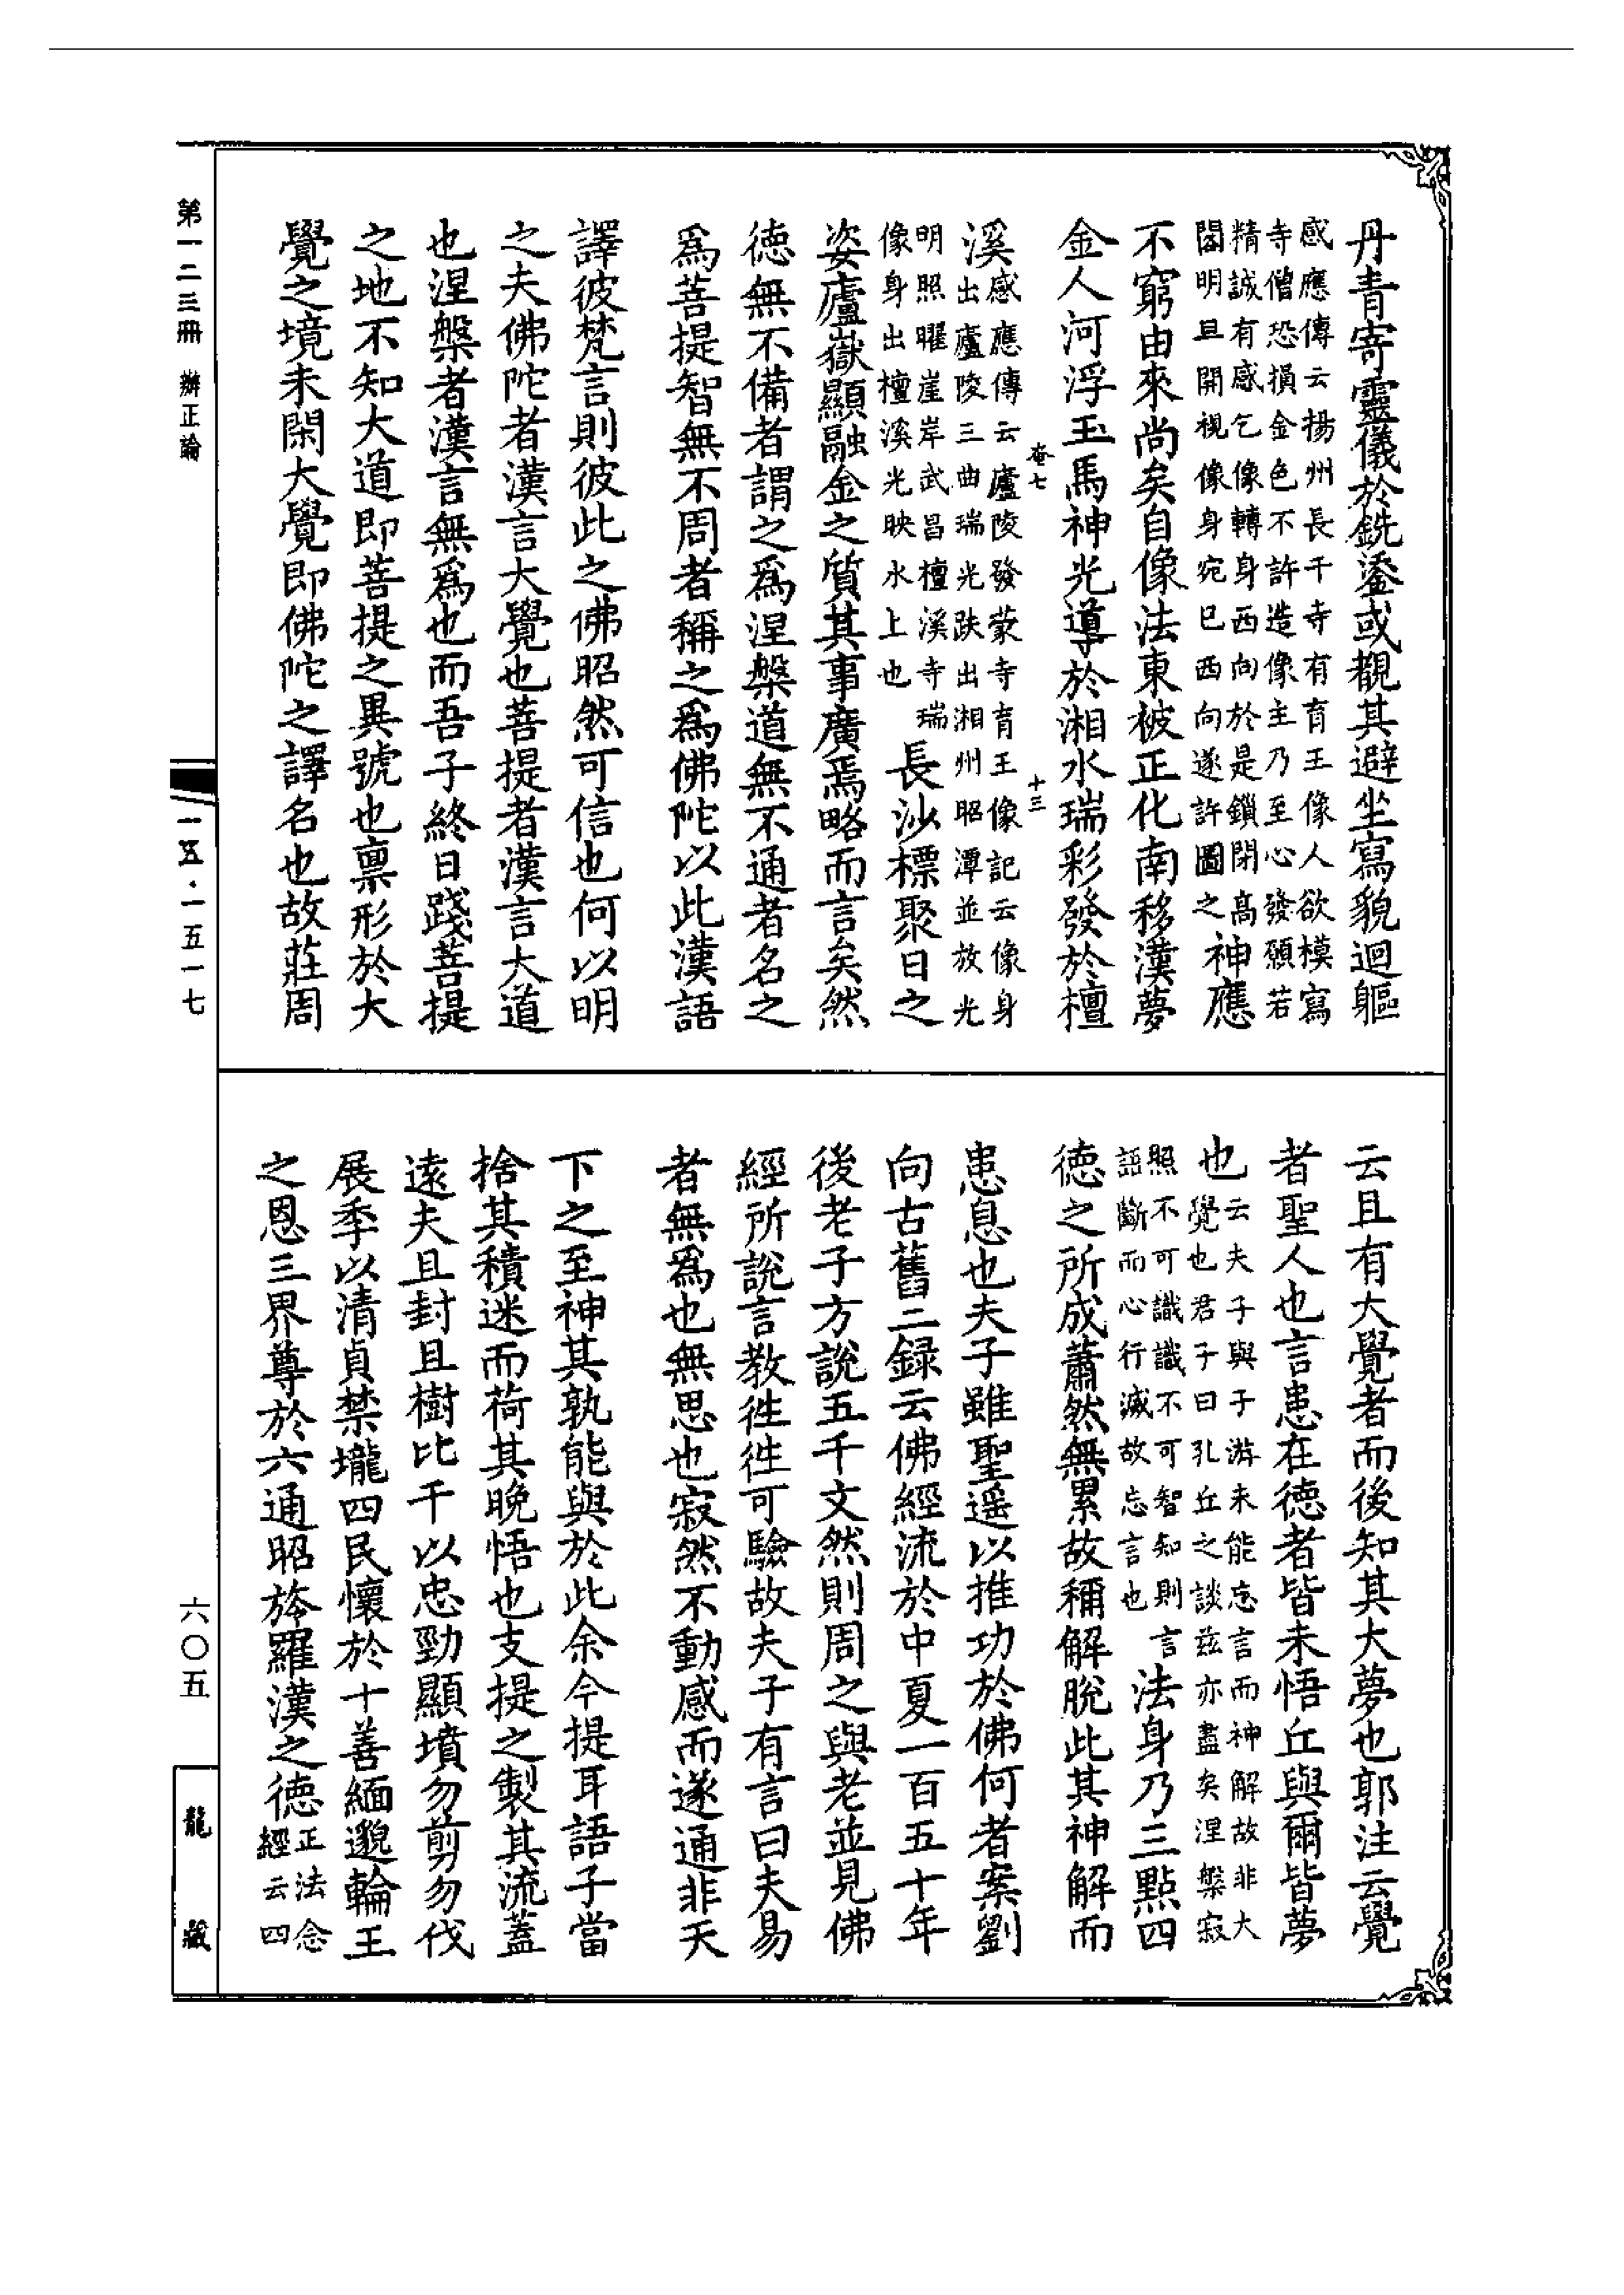 丹青寄靈儀於銑鎏或觀其避坐寫貌迴軀
感應傳云揚州長干寺有育王像人欲模寫
寺僧恐損金色不許造像主乃至心發願若
精誠有感乞像轉身西向於是鎖閉高
閣明旦開視像身宛巳西向遂許圖之神應
不窮由來尚矣自像法東被正化南移漢夢
金人河浮玉馬神光導於湘水瑞彩發於檀
菴七 十三
溪
感應傳云廬陵發蒙寺育王像記云像身
出廬陵三曲瑞光趺出湘州昭潭並放光
明照曜崖岸武昌檀溪寺瑞
像身出檀溪光映水上也
長沙標聚日之
姿廬嶽顯融金之質其事廣焉略而言矣然
德無不備者謂之爲涅槃道無不通者名之
爲菩提智無不周者稱之爲佛陀以此漢語
譯彼梵言則彼此之佛昭然可信也何以明
之夫佛陀者漢言大覺也菩提者漢言大道
也涅槃者漢言無爲也而吾子終日踐菩提
之地不知大道即菩提之異號也稟形於大
覺之境未閑大覺即佛陀之譯名也故莊周
云且有大覺者而後知其大夢也郭注云覺
者聖人也言患在德者皆未悟丘與爾皆夢
也
云夫子與子游未能忘言而神解故非大
覺也君子曰孔丘之談茲亦盡矣涅槃寂
照不可識識不可智知則言
語斷而心行滅故忘言也
法身乃三點四
德之所成蕭然無累故稱解脫此其神解而
患息也夫子雖聖遥以推功於佛何者案劉
向古舊二録云佛經流於中夏一百五十年
後老子方說五千文然則周之與老並見佛
經所說言教徃徃可驗故夫子有言曰夫易
者無爲也無思也寂然不動感而遂通非天
下之至神其孰能與於此余今提耳語子當
捨其積迷而荷其晚悟也支提之製其流蓋
遠夫且封且樹比干以忠勁顯墳勿剪勿伐
展季以清貞禁壠四民懷於十善緬邈輪王
之恩三界尊於六通昭於羅漢之德
正法念
經云四
第一二三冊 辯正論
一五·一五一七
六〇五
龍藏